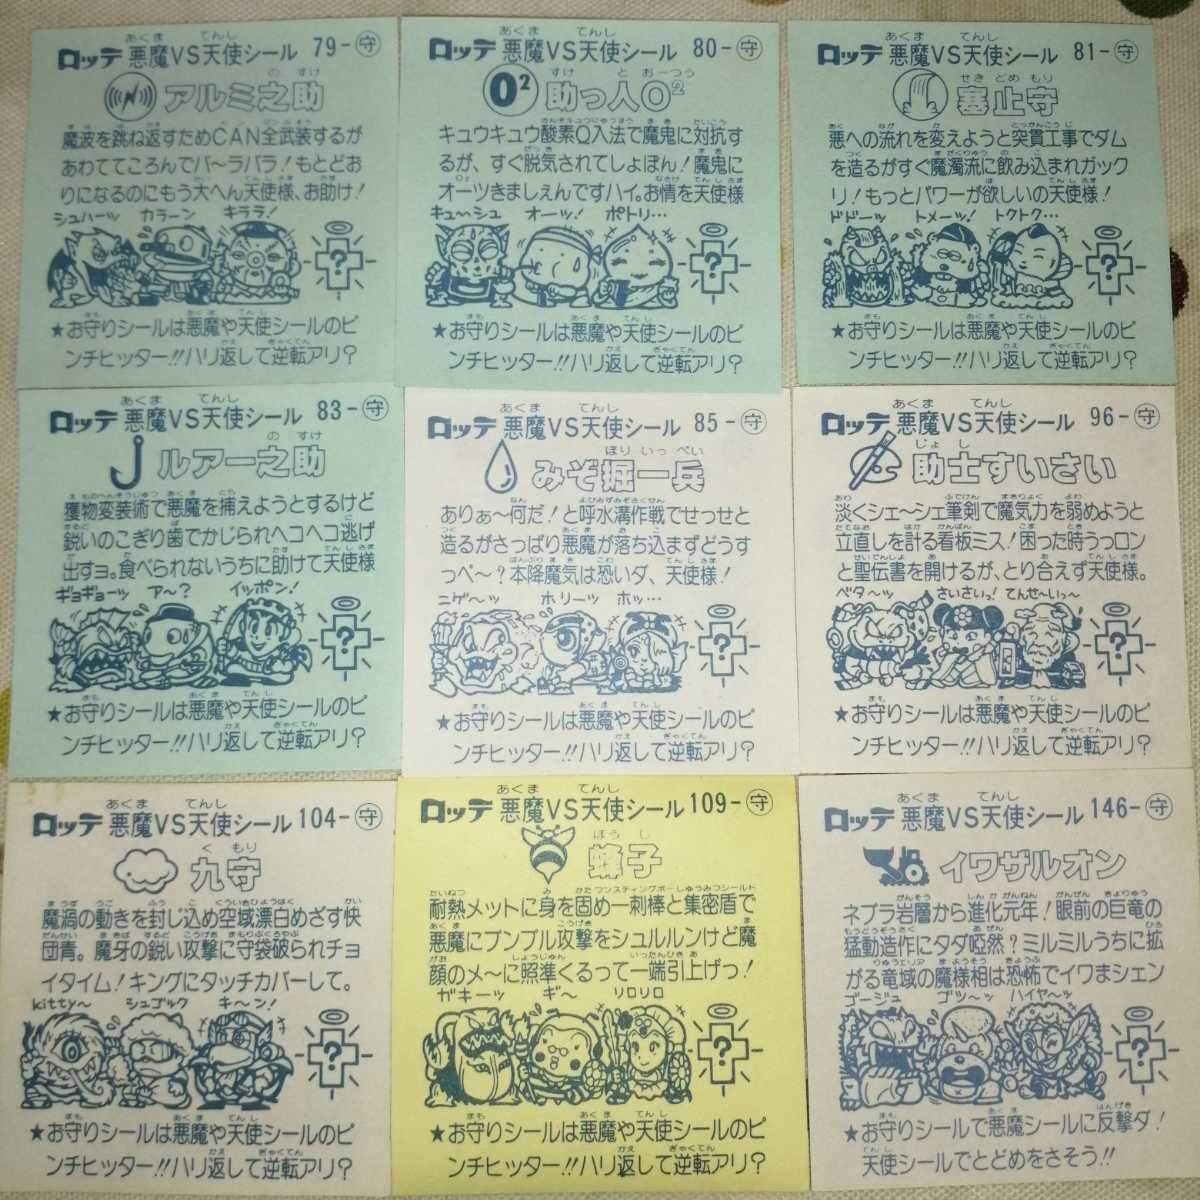 ロッテ 悪魔VS天使シール 79-守
アルミ之助
魔波を跳ね返すためCAN全武装するが
あわててころんでバ〜ラバラ！もとどお
りになるのにもう大へん天使様、お助け！
シュハーッ カラーン キララ！
★お守りシールは悪魔や天使シールのピ
ンチヒッター!!ハリ返して逆転アリ？
ロッテ 悪魔VS天使シール 80-守
O² 助っ人O²
キュウキュウ酸素Q入法で魔鬼に対抗す
るが、すぐ脱気されてしょぼん！魔鬼に
オーツきましぇんですハイ。お情を天使様
キュ〜シュ オーッ！ ポトリ…
★お守りシールは悪魔や天使シールのピ
ンチヒッター!!ハリ返して逆転アリ？
ロッテ 悪魔VS天使シール 81-守
塞止守
悪への流れを変えようと突貫工事でダム
を造るがすぐ魔濁流に飲み込まれガック
リ！もっとパワーが欲しいの天使様！
ドドーッ トメーッ！ トクトク…
★お守りシールは悪魔や天使シールのピ
ンチヒッター!!ハリ返して逆転アリ？
ロッテ 悪魔VS天使シール 83-守
ルアー之助
獲物変装術で悪魔を捕えようとするけど
鋭いのこぎり歯でかじられヘコヘコ逃げ
出すヨ。食べられないうちに助けて天使様
ギョギョーッ ア〜？ イッポン！
★お守りシールは悪魔や天使シールのピ
ンチヒッター!!ハリ返して逆転アリ？
ロッテ 悪魔VS天使シール 85-守
みぞ堀一兵
ありぁ〜何だ！と呼水溝作戦でせっせと
造るがさっぱり悪魔が落ち込まずどうす
っぺ〜？本降魔気は恐いダ、天使様！
ニゲ〜ッ ホリーッ ホッ…
★お守りシールは悪魔や天使シールのピ
ンチヒッター!!ハリ返して逆転アリ？
ロッテ 悪魔VS天使シール 96-守
助士すいさい
淡くシェ〜シェ筆剣で魔気力を弱めようと
立直しを計る看板ミス！困った時うっロン
と聖伝書を開けるが、とり合えず天使様。
ベタ〜ッ さいさいっ！ てんせ〜いっ〜
★お守りシールは悪魔や天使シールのピ
ンチヒッター!!ハリ返して逆転アリ？
ロッテ 悪魔VS天使シール 104-守
九守
魔渦の動きを封じ込め空域漂白めざす快
団青。魔牙の鋭い攻撃に守袋破られチョ
イタイム！キングにタッチカバーして。
kitty〜 シュゴック キ〜ン！
★お守りシールは悪魔や天使シールのピ
ンチヒッター!!ハリ返して逆転アリ？
ロッテ 悪魔VS天使シール 109-守
蜂子
耐熱メットに身を固め一刺棒と集密盾で
悪魔にブンブル攻撃をシュルルンけど魔
顔のメ〜に照準くるって一端引上げっ！
ガキーッ ギ〜 リロリロ
★お守りシールは悪魔や天使シールのピ
ンチヒッター!!ハリ返して逆転アリ？
ロッテ 悪魔VS天使シール 146-守
イワザルオン
ネブラ岩層から進化元年！眼前の巨竜の
猛動造作にタダ啞然？ミルミルうちに拡
がる竜域の魔様相は恐怖でイワまシェン
ゴージュ ゴツ〜ッ ハイヤ〜ッ
★お守りシールで悪魔シールに反撃ダ！
天使シールでとどめをさそう!!